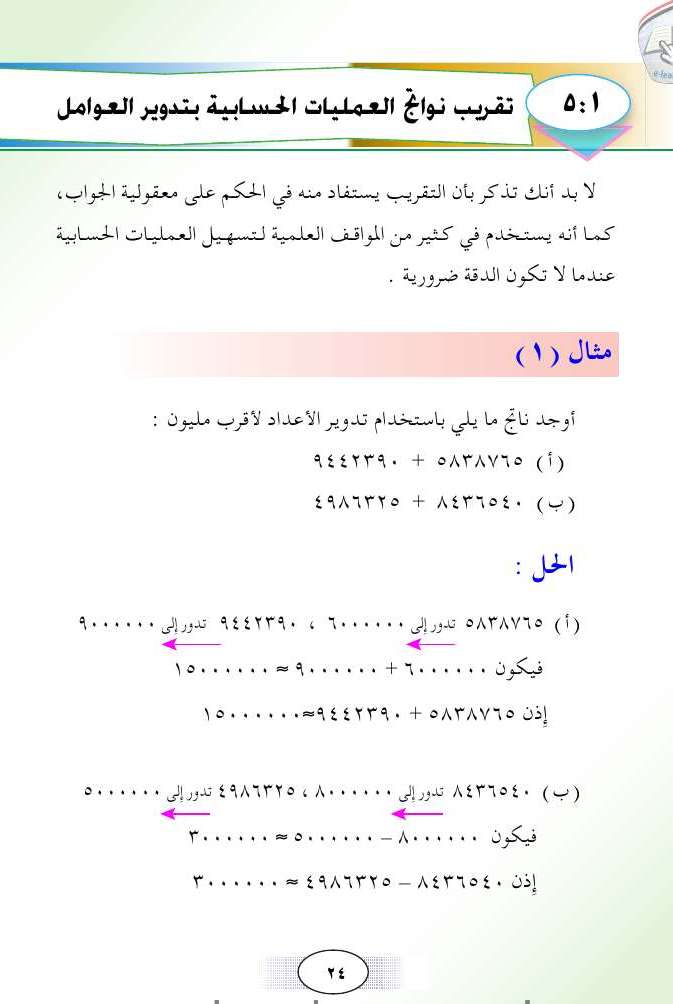 ١ : ٥ تقريب نواتج العمليات الحسابية بتدوير العوامل
لا بد أنك تذكر بأن التقريب يستفاد منه في الحكم على معقولية الجواب،
كما أنه يستخدم في كثير من المواقف العلمية لتسهيل العمليات الحسابية
عندما لا تكون الدقة ضرورية .
مثال (١)
أوجد ناتج ما يلي باستخدام تدوير الأعداد لأقرب مليون :
(أ) ٥٨٣٨٧٦٥ + ٩٤٤٢٣٩٠
(ب) ٨٤٣٦٥٤٠ + ٤٩٨٦٣٢٥
الحل :
(أ) ٥٨٣٨٧٦٥ تدور إلى ٦٠٠٠٠٠٠ ، ٩٤٤٢٣٩٠ تدور إلى ٩٠٠٠٠٠٠
فيكون ٦٠٠٠٠٠٠ + ٩٠٠٠٠٠٠ ≈ ١٥٠٠٠٠٠٠
إذن ٥٨٣٨٧٦٥ + ٩٤٤٢٣٩٠ ≈ ١٥٠٠٠٠٠٠
(ب) ٨٤٣٦٥٤٠ تدور إلى ٨٠٠٠٠٠٠ ، ٤٩٨٦٣٢٥ تدور إلى ٥٠٠٠٠٠٠
فيكون ٨٠٠٠٠٠٠ – ٥٠٠٠٠٠٠ ≈ ٣٠٠٠٠٠٠
إذن ٨٤٣٦٥٤٠ – ٤٩٨٦٣٢٥ ≈ ٣٠٠٠٠٠٠
٢٤